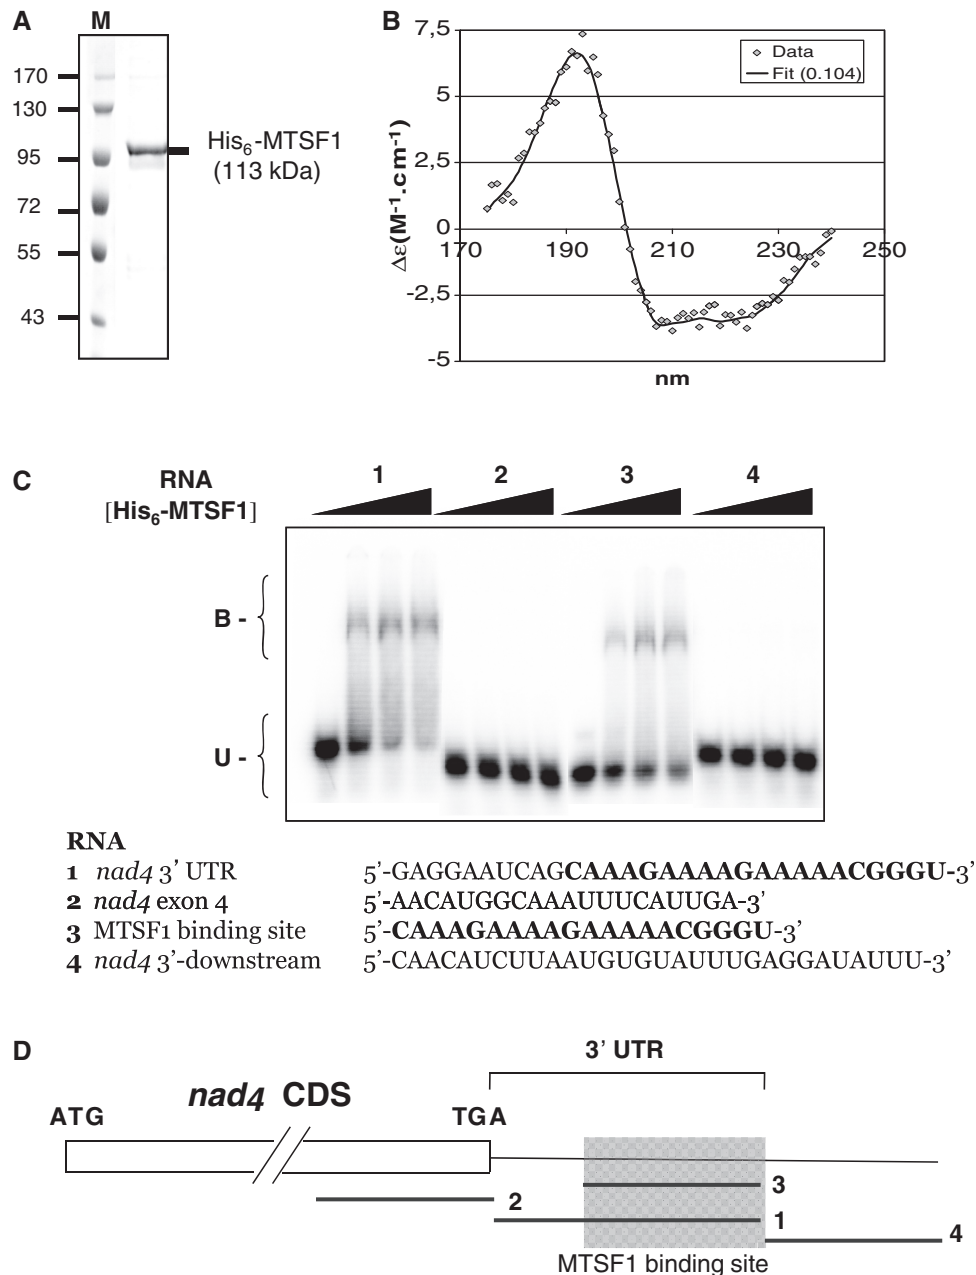 A
M
170
130
95
72
55
43
His6-MTSF1
(113 kDa)
B
7,5
5
2,5
0
-2,5
-5
Δε(M-1.cm-1)
170
190
210
230
250
nm
Data
Fit (0.104)
C
RNA
[His6-MTSF1]
1
2
3
4
B -
U -
RNA
1 nad4 3' UTR 5'-GAGGAAUCAGCAAAGAAAAGAAAAACGGGU-3'
2 nad4 exon 4 5'-AACAUGGCAAAUUUCAUUGA-3'
3 MTSF1 binding site 5'-CAAAGAAAAGAAAAACGGGU-3'
4 nad4 3'-downstream 5'-CAACAUCUUAAUGUGUAUUUGAGGAUAUUU-3'
D
3' UTR
nad4 CDS
ATG
TGA
3
2
1
4
MTSF1 binding site